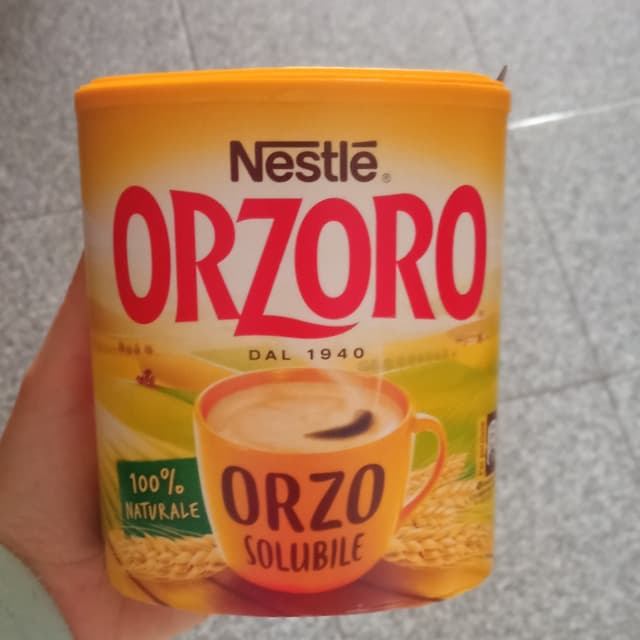 Nestlé®
ORZORO
DAL 1940
100%
NATURALE
ORZO
SOLUBILE